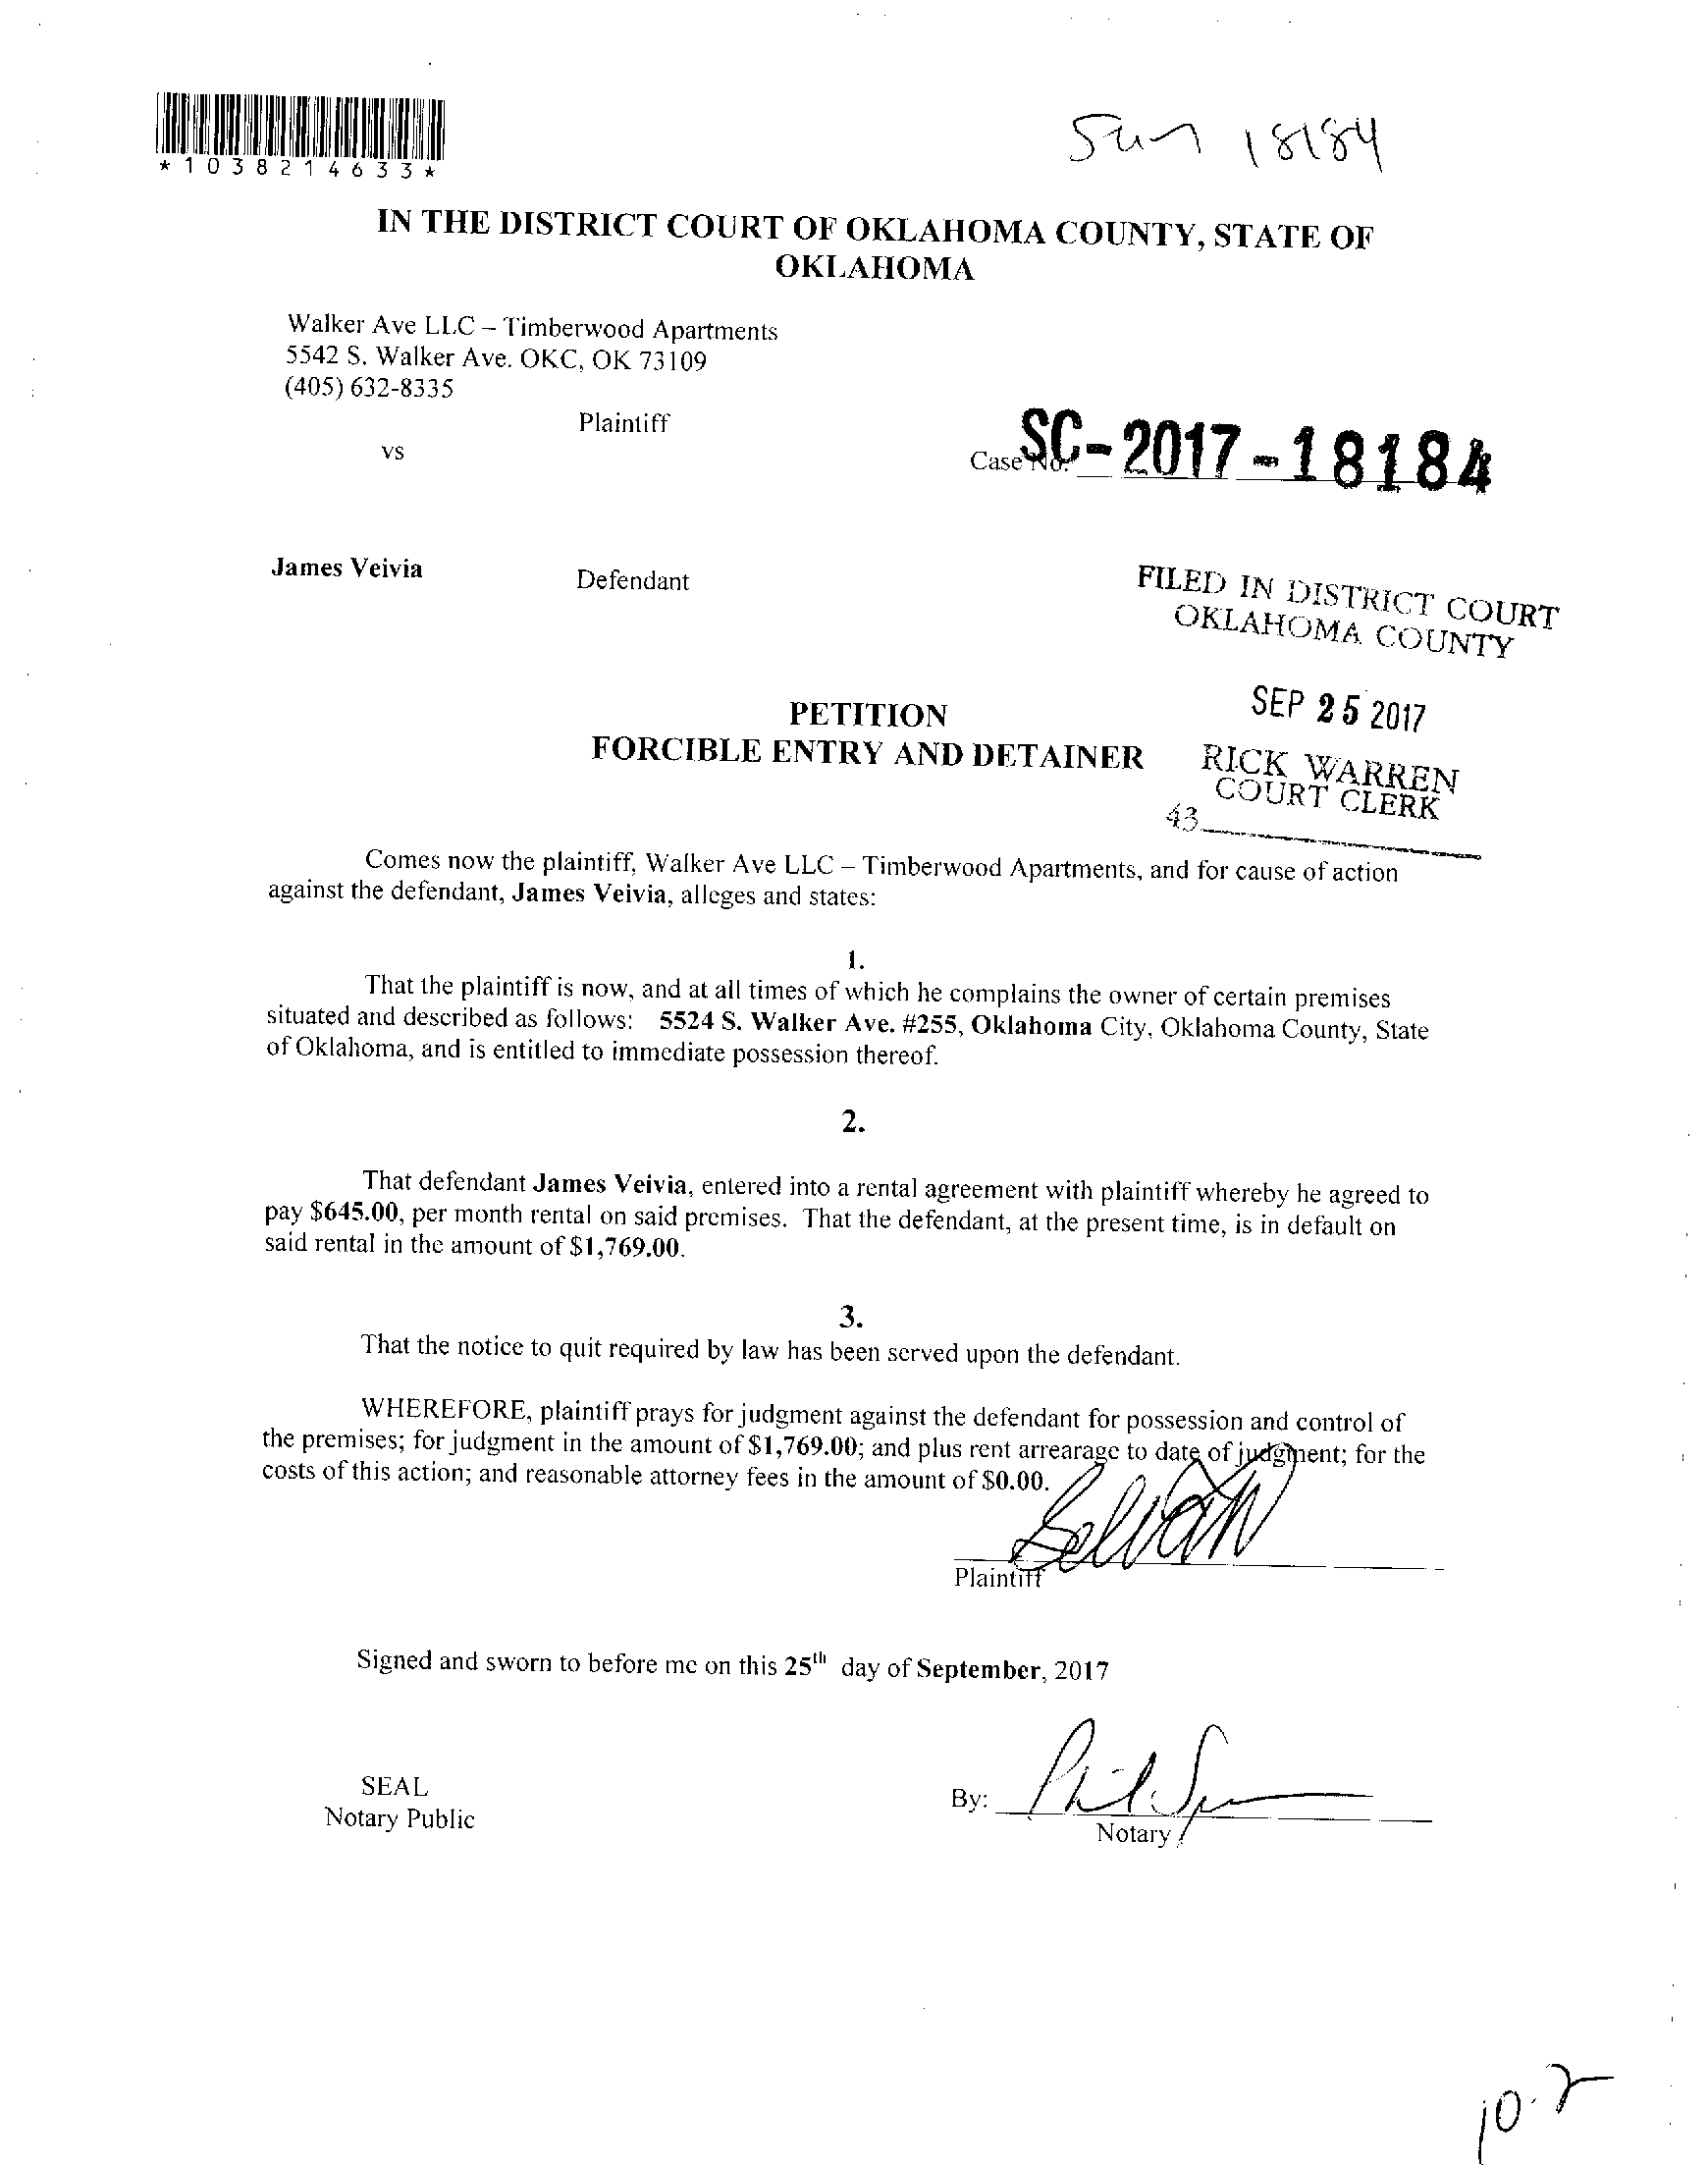 *1038214633*
18184
IN THE DISTRICT COURT OF OKLAHOMA COUNTY, STATE OF
OKLAHOMA
Walker Ave LLC – Timberwood Apartments
5542 S. Walker Ave. OKC, OK 73109
(405) 632-8335
Plaintiff
vs
Case No. SC-2017-18184
James Veivia
Defendant
FILED IN DISTRICT COURT
OKLAHOMA COUNTY
SEP 25 2017
RICK WARREN
COURT CLERK
43
PETITION
FORCIBLE ENTRY AND DETAINER
Comes now the plaintiff, Walker Ave LLC – Timberwood Apartments, and for cause of action
against the defendant, James Veivia, alleges and states:
1.
That the plaintiff is now, and at all times of which he complains the owner of certain premises
situated and described as follows: 5524 S. Walker Ave. #255, Oklahoma City, Oklahoma County, State
of Oklahoma, and is entitled to immediate possession thereof.
2.
That defendant James Veivia, entered into a rental agreement with plaintiff whereby he agreed to
pay $645.00, per month rental on said premises. That the defendant, at the present time, is in default on
said rental in the amount of $1,769.00.
3.
That the notice to quit required by law has been served upon the defendant.
WHEREFORE, plaintiff prays for judgment against the defendant for possession and control of
the premises; for judgment in the amount of $1,769.00; and plus rent arrearage to date of judgment; for the
costs of this action; and reasonable attorney fees in the amount of $0.00.
Plaintiff
Signed and sworn to before me on this 25th day of September, 2017
SEAL
Notary Public
By:
Notary
10-2